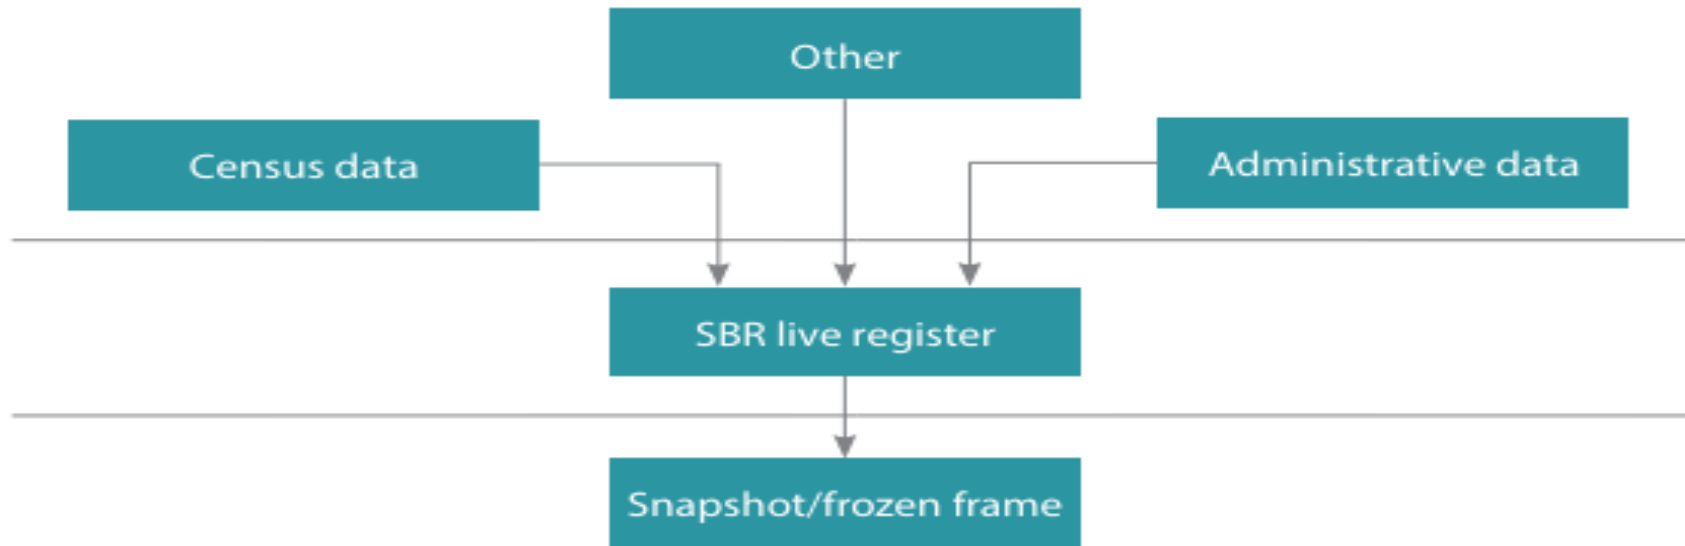 Other
Census data
Administrative data
SBR live register
Snapshot/frozen frame